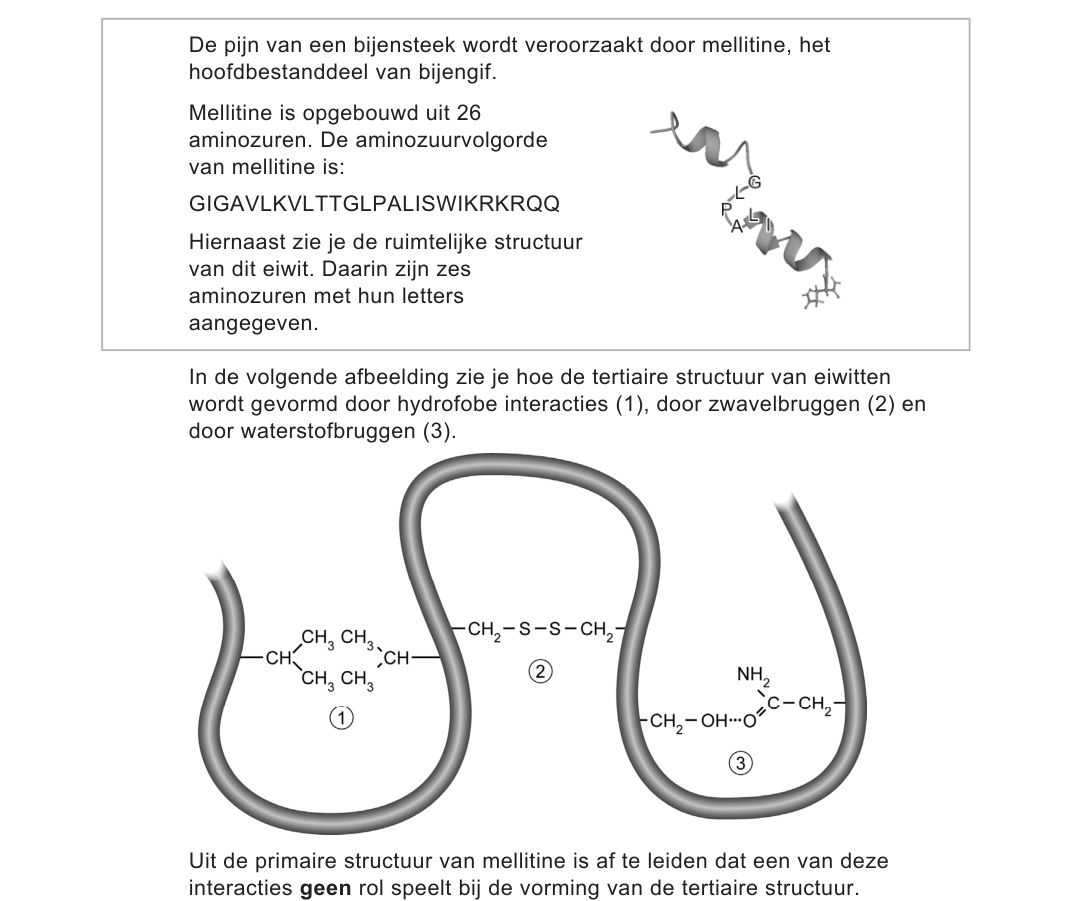 De pijn van een bijensteek wordt veroorzaakt door mellitine, het
hoofdbestanddeel van bijengif.
Mellitine is opgebouwd uit 26
aminozuren. De aminozuurvolgorde
van mellitine is:
GIGAVLKVLTTGLPALISWIKRKRQQ
Hiernaast zie je de ruimtelijke structuur
van dit eiwit. Daarin zijn zes
aminozuren met hun letters
aangegeven.
G
L
P
A
L
I
In de volgende afbeelding zie je hoe de tertiaire structuur van eiwitten
wordt gevormd door hydrofobe interacties (1), door zwavelbruggen (2) en
door waterstofbruggen (3).
CH3 CH3
CH CH
CH3 CH3
1
CH2–S–S–CH2
2
NH2
C–CH2
CH2–OH···O
3
Uit de primaire structuur van mellitine is af te leiden dat een van deze
interacties geen rol speelt bij de vorming van de tertiaire structuur.